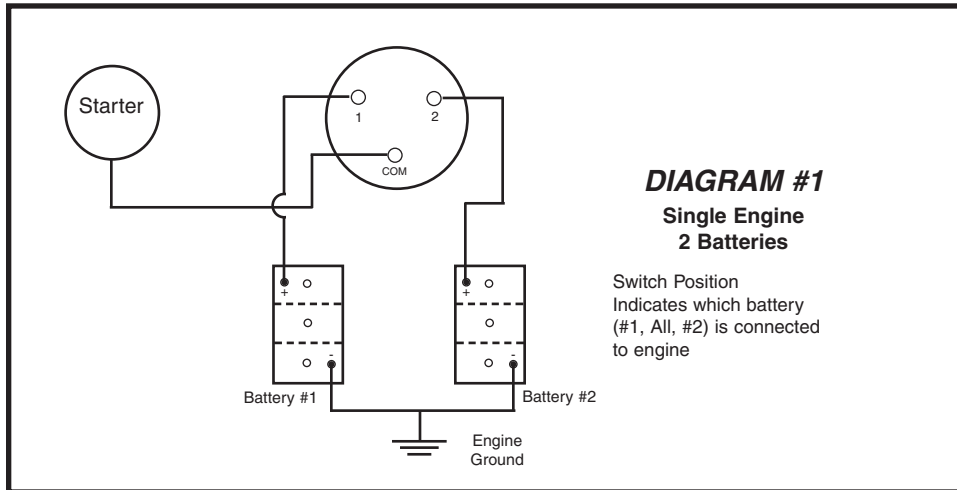 Starter
1
2
COM
DIAGRAM #1
Single Engine
2 Batteries
Switch Position
Indicates which battery
(#1, All, #2) is connected
to engine
+
+
-
-
Battery #1
Battery #2
Engine
Ground